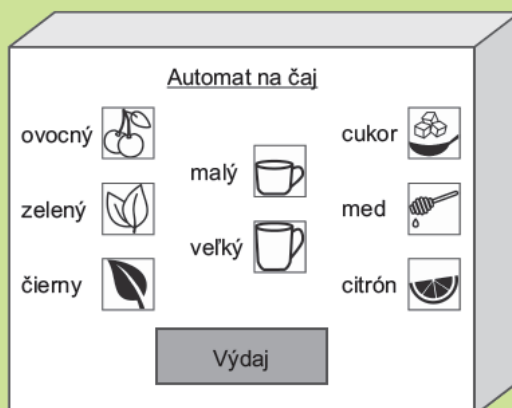 Automat na čaj
ovocný
zelený
čierny
malý
veľký
cukor
med
citrón
Výdaj